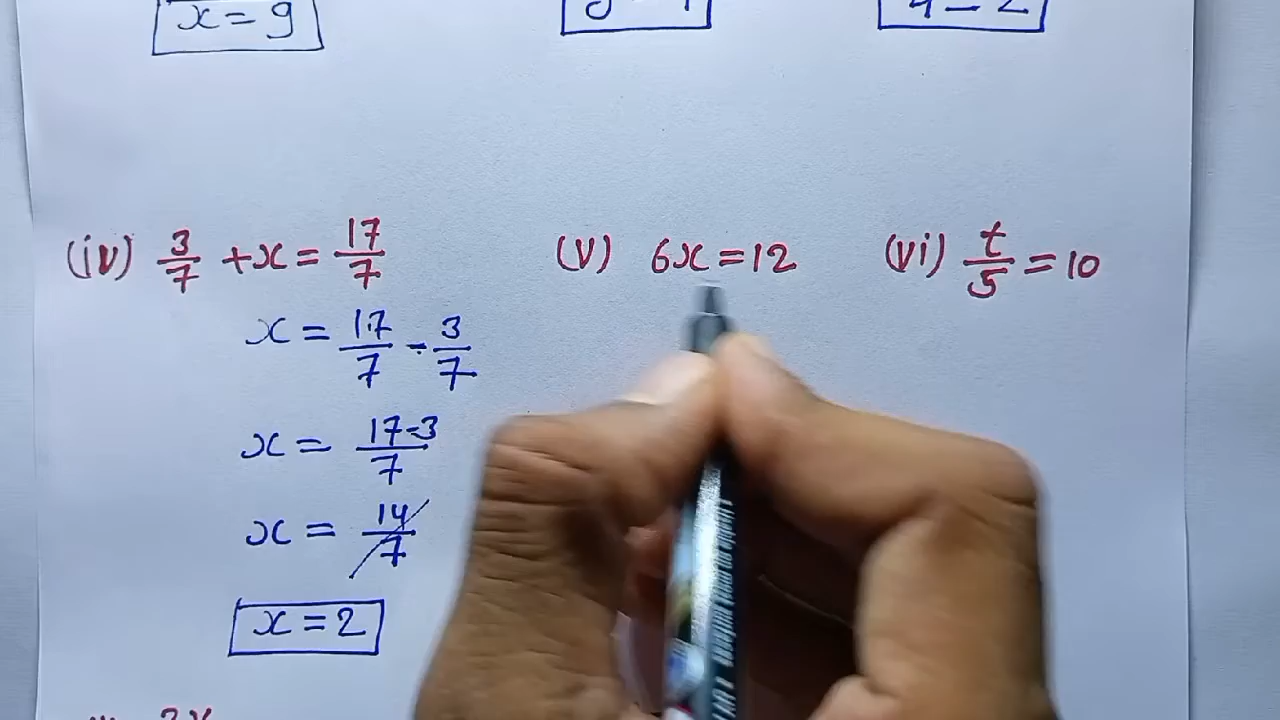 x = 9
(iv) 3/7 + x = 17/7
x = 17/7 - 3/7
x = 17-3/7
x = 14/7
x = 2
(v) 6x = 12
(vi) t/5 = 10